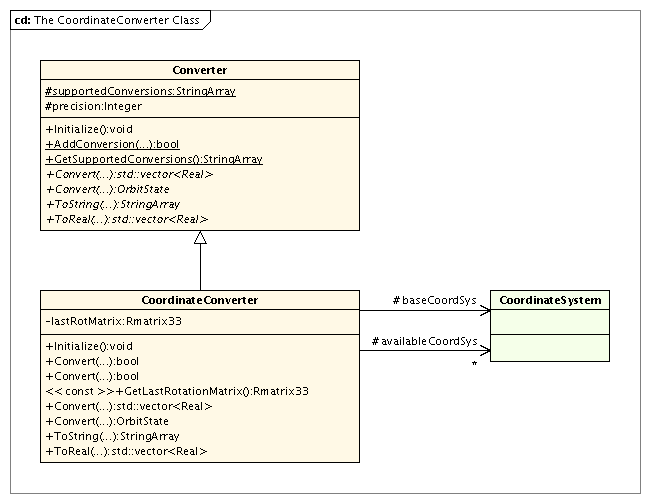 cd: The CoordinateConverter Class
Converter
#supportedConversions:StringArray
#precision:Integer
+Initialize():void
+AddConversion(...):bool
+GetSupportedConversions():StringArray
+Convert(...):std::vector<Real>
+Convert(...):OrbitState
+ToString(...):StringArray
+ToReal(...):std::vector<Real>
CoordinateConverter
-lastRotMatrix:Rmatrix33
+Initialize():void
+Convert(...):bool
+Convert(...):bool
<< const >>+GetLastRotationMatrix():Rmatrix33
+Convert(...):std::vector<Real>
+Convert(...):OrbitState
+ToString(...):StringArray
+ToReal(...):std::vector<Real>
# baseCoordSys
# availableCoordSys
*
CoordinateSystem